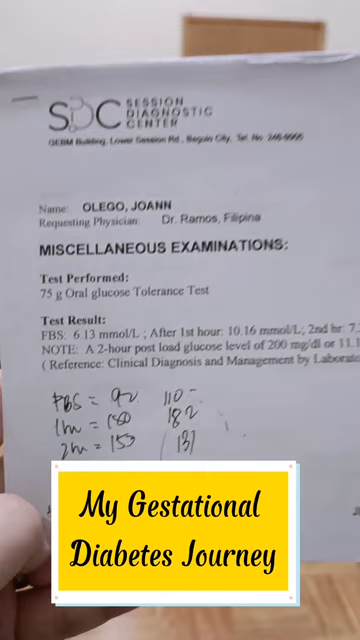 SDC SESSION
DIAGNOSTIC
CENTER
GEBM Building, Lower Session Rd., Baguio City, Tel. No.
Name: OLEGO, JOANN
Requesting Physician: Dr. Ramos, Filipina
MISCELLANEOUS EXAMINATIONS:
Test Performed:
75 g Oral glucose Tolerance Test
Test Result:
FBS: 6.13 mmol/L ; After 1st hour: 10.16 mmol/L; 2nd hr: 7.
NOTE: A 2-hour post load glucose level of 200 mg/dl or 11.1
( Reference: Clinical Diagnosis and Management by Laborato
FBS = 92 110
1hr = 180 182
2hr = 153 131
My Gestational
Diabetes Journey